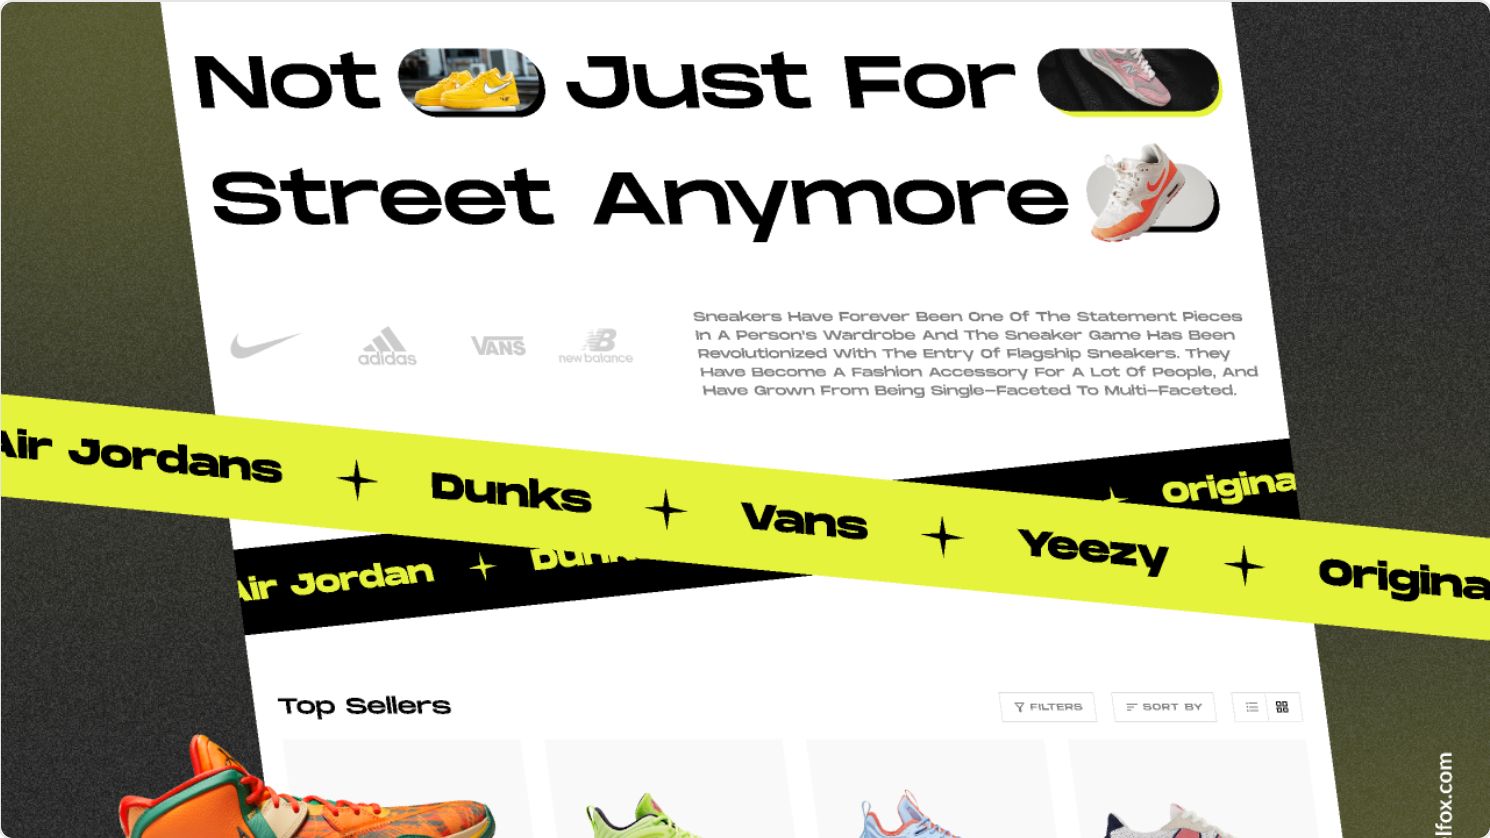 Not Just For
Street Anymore
adidas
VANS
new balance
Sneakers Have Forever Been One Of The Statement Pieces
In A Person's Wardrobe And The Sneaker Game Has Been
Revolutionized With The Entry Of Flagship Sneakers. They
Have Become A Fashion Accessory For A Lot Of People, And
Have Grown From Being Single-Faceted To Multi-Faceted.
Air Jordans Dunks Vans Yeezy Origina
Origina
Air Jordan Dunk
Top Sellers
FILTERS SORT BY
lfox.com